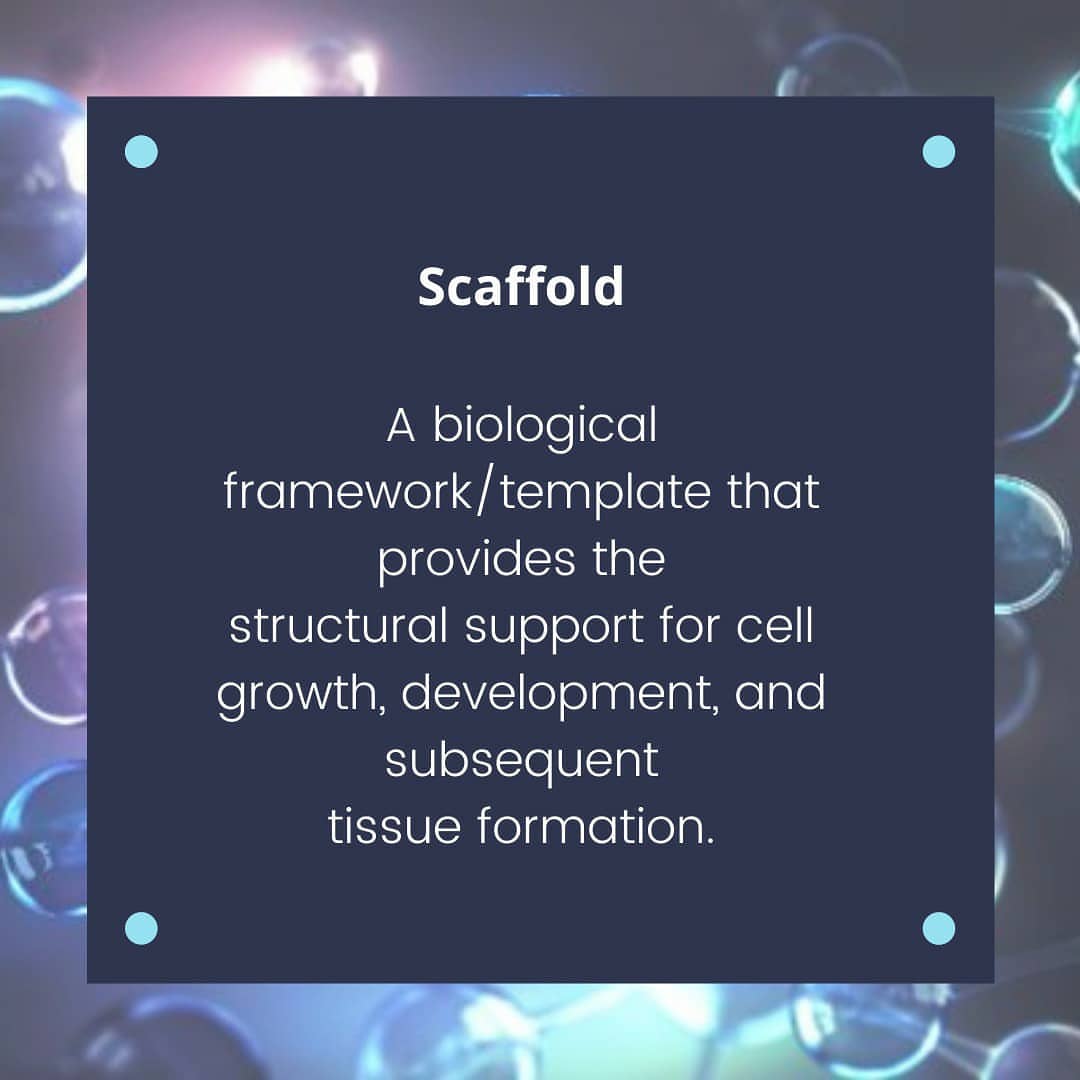 Scaffold
A biological
framework/template that
provides the
structural support for cell
growth, development, and
subsequent
tissue formation.